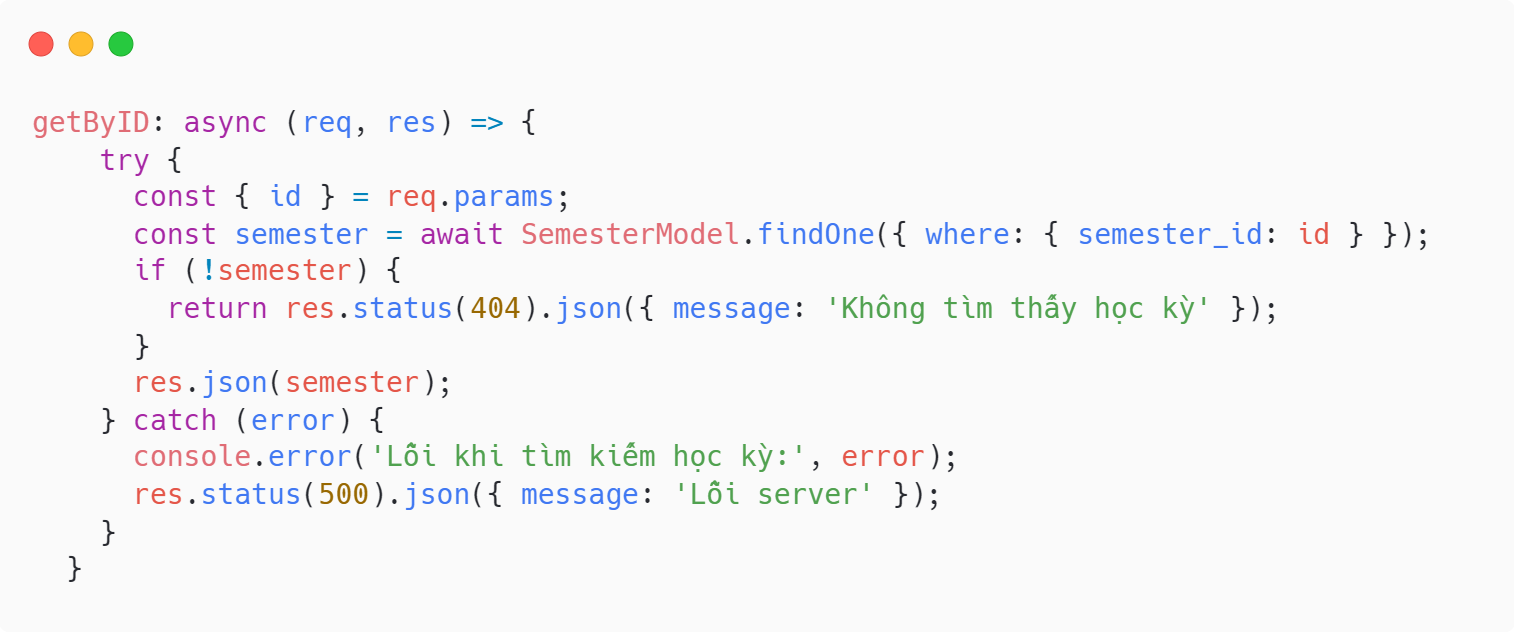 getByID: async (req, res) => {
    try {
      const { id } = req.params;
      const semester = await SemesterModel.findOne({ where: { semester_id: id } });
      if (!semester) {
        return res.status(404).json({ message: 'Không tìm thấy học kỳ' });
      }
      res.json(semester);
    } catch (error) {
      console.error('Lỗi khi tìm kiếm học kỳ:', error);
      res.status(500).json({ message: 'Lỗi server' });
    }
  }